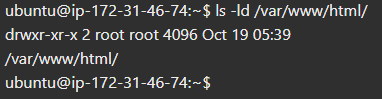 ubuntu@ip-172-31-46-74:~$ ls -ld /var/www/html/
drwxr-xr-x 2 root root 4096 Oct 19 05:39
/var/www/html/
ubuntu@ip-172-31-46-74:~$